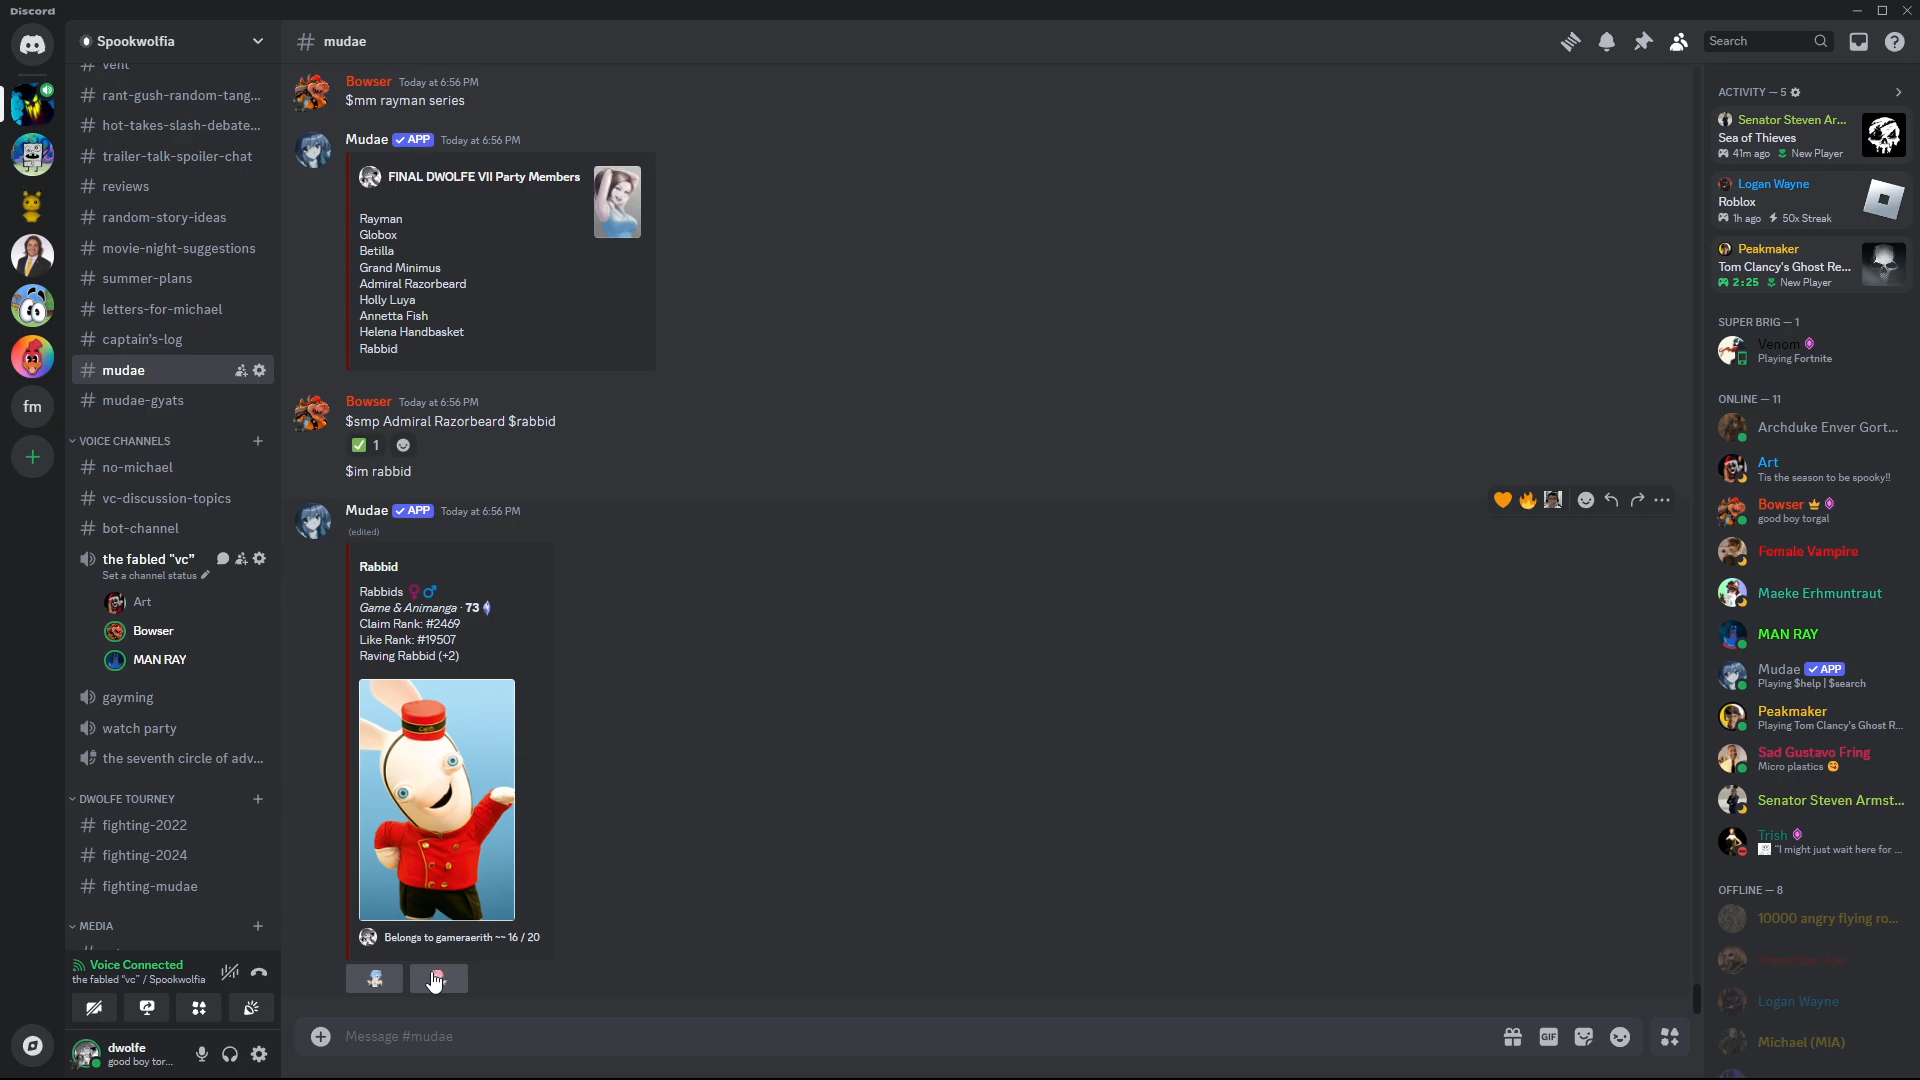 Discord
Spookwolfia
# mudae
Search
fm
vent
rant-gush-random-tang...
hot-takes-slash-debate...
trailer-talk-spoiler-chat
reviews
random-story-ideas
movie-night-suggestions
summer-plans
letters-for-michael
captain's-log
mudae
mudae-gyats
VOICE CHANNELS
no-michael
vc-discussion-topics
bot-channel
the fabled "vc"
Set a channel status
Art
Bowser
MAN RAY
gayming
watch party
the seventh circle of adv...
DWOLFE TOURNEY
fighting-2022
fighting-2024
fighting-mudae
MEDIA
Voice Connected
the fabled "vc" / Spookwolfia
dwolfe
good boy tor...
Bowser Today at 6:56 PM
$mm rayman series
Mudae APP Today at 6:56 PM
FINAL DWOLFE VII Party Members
Rayman
Globox
Betilla
Grand Minimus
Admiral Razorbeard
Holly Luya
Annetta Fish
Helena Handbasket
Rabbid
Bowser Today at 6:56 PM
$smp Admiral Razorbeard $rabbid
1
$im rabbid
Mudae APP Today at 6:56 PM
(edited)
Rabbid
Rabbids
Game & Animanga · 73
Claim Rank: #2469
Like Rank: #19507
Raving Rabbid (+2)
Belongs to gameraerith ~~ 16 / 20
Message #mudae
GIF
ACTIVITY — 5
Senator Steven Ar...
Sea of Thieves
41m ago New Player
Logan Wayne
Roblox
1h ago 50x Streak
Peakmaker
Tom Clancy's Ghost Re...
2:25 New Player
SUPER BRIG — 1
Venom
Playing Fortnite
ONLINE — 11
Archduke Enver Gort...
Art
Tis the season to be spooky!!
Bowser
good boy torgal
Female Vampire
Maeke Erhmuntraut
MAN RAY
Mudae APP
Playing $help | $search
Peakmaker
Playing Tom Clancy's Ghost R...
Sad Gustavo Fring
Micro plastics
Senator Steven Armst...
Trish
"I might just wait here for ...
OFFLINE — 8
10000 angry flying ro...
Logan Wayne
Michael (MIA)